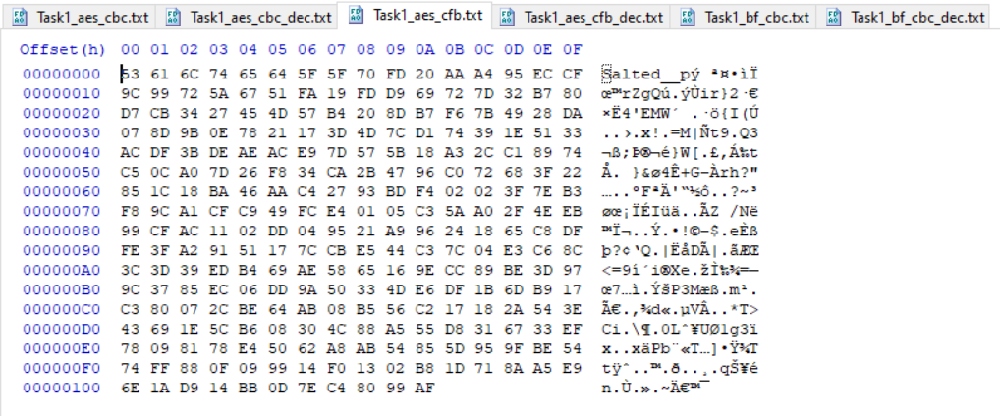 Task1_aes_cbc.txt Task1_aes_cbc_dec.txt Task1_aes_cfb.txt Task1_aes_cfb_dec.txt Task1_bf_cbc.txt Task1_bf_cbc_dec.txt
Offset(h) 00 01 02 03 04 05 06 07 08 09 0A 0B 0C 0D 0E 0F
00000000 53 61 6C 74 65 64 5F 5F 70 FD 20 AA A4 95 EC CF Salted__pý ª¤•ìÏ
00000010 9C 99 72 5A 67 51 FA 19 FD D9 69 72 7D 32 B7 80 œ™rZgQú.ýÙir}2·€
00000020 D7 CB 34 27 45 4D 57 B4 20 8D B7 F6 7B 49 28 DA ×Ë4'EMW´ .·ö{I(Ú
00000030 07 8D 9B 0E 78 21 17 3D 4D 7C D1 74 39 1E 51 33 ..›.x!.=M|Ñt9.Q3
00000040 AC DF 3B DE AE AC E9 7D 57 5B 18 A3 2C C1 89 74 ¬ß;Þ®¬é}W[.£,Á‰t
00000050 C5 0C A0 7D 26 F8 34 CA 2B 47 96 C0 72 68 3F 22 Å. }&ø4Ê+G–Àrh?"
00000060 85 1C 18 BA 46 AA C4 27 93 BD F4 02 02 3F 7E B3 …..ºFªÄ'“½ô..?~³
00000070 F8 9C A1 CF C9 49 FC E4 01 05 C3 5A A0 2F 4E EB øœ¡ÏÉIüä..ÃZ /Në
00000080 99 CF AC 11 02 DD 04 95 21 A9 96 24 18 65 C8 DF ™Ï¬..Ý.•!©–$.eÈß
00000090 FE 3F A2 91 51 17 7C CB E5 44 C3 7C 04 E3 C6 8C þ?¢‘Q.|ËåDÃ|.ãÆŒ
000000A0 3C 3D 39 ED B4 69 AE 58 65 16 9E CC 89 BE 3D 97 <=9í´i®Xe.žÌ‰¾=—
000000B0 9C 37 85 EC 06 DD 9A 50 33 4D E6 DF 1B 6D B9 17 œ7…ì.ÝšP3Mæß.m¹.
000000C0 C3 80 07 2C BE 64 AB 08 B5 56 C2 17 18 2A 54 3E Ã€.,¾d«.µVÂ..*T>
000000D0 43 69 1E 5C B6 08 30 4C 88 A5 55 D8 31 67 33 EF Ci.\¶.0Lˆ¥UØ1g3ï
000000E0 78 09 81 78 E4 50 62 A8 AB 54 85 5D 95 9F BE 54 x..xäPb¨«T…]•Ÿ¾T
000000F0 74 FF 88 0F 09 99 14 F0 13 02 B8 1D 71 8A A5 E9 tÿˆ..™.ð..¸.qŠ¥é
00000100 6E 1A D9 14 BB 0D 7E C4 80 99 AF n.Ù.».~Ä€™¯